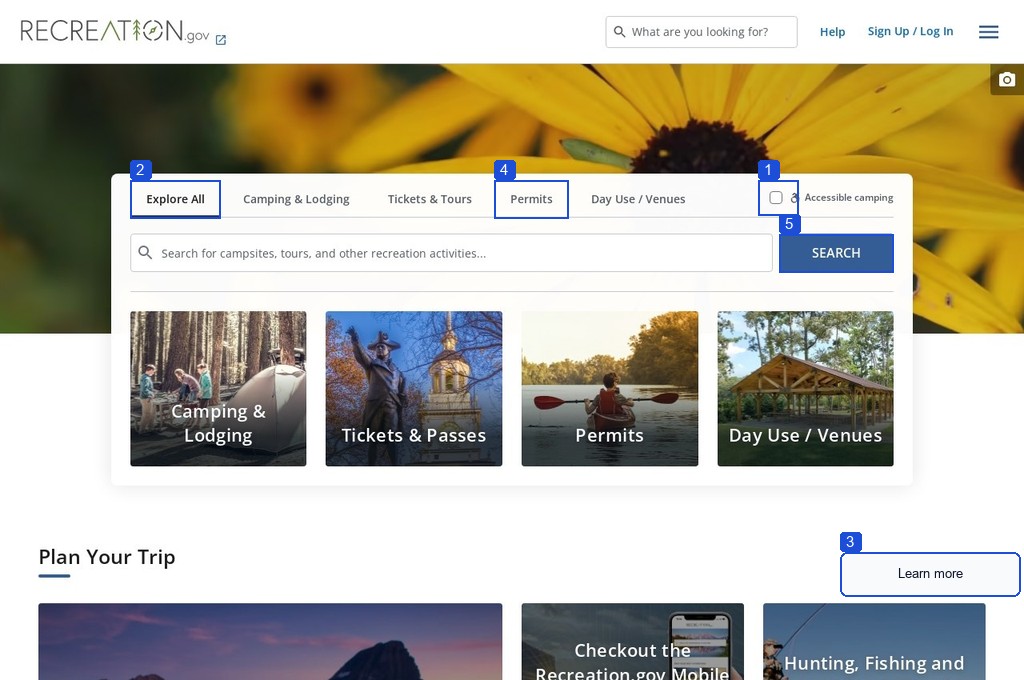 RECREATION.gov
What are you looking for?
Help
Sign Up / Log In
2
4
1
Explore All
Camping & Lodging
Tickets & Tours
Permits
Day Use / Venues
Accessible camping
5
Search for campsites, tours, and other recreation activities...
SEARCH
Camping &
Lodging
Tickets & Passes
Permits
Day Use / Venues
3
Plan Your Trip
Learn more
Checkout the
Recreation.gov Mobile
Hunting, Fishing and